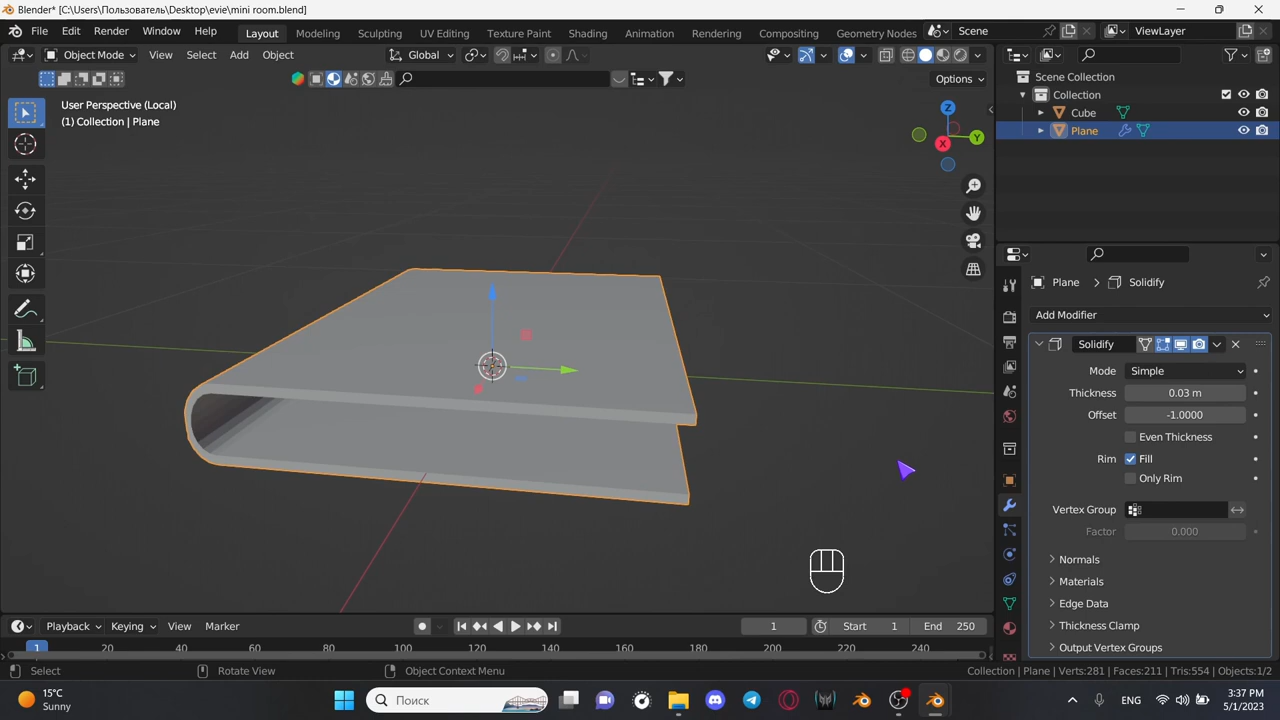 Blender* [C:\Users\Пользователь\Desktop\evie\mini room.blend]
File Edit Render Window Help Layout Modeling Sculpting UV Editing Texture Paint Shading Animation Rendering Compositing Geometry Nodes Scene ViewLayer
Object Mode View Select Add Object Global
Options
User Perspective (Local)
(1) Collection | Plane
Z
Y
X
Scene Collection
Collection
Cube
Plane
Plane > Solidify
Add Modifier
Solidify
Mode Simple
Thickness 0.03 m
Offset -1.0000
Even Thickness
Rim Fill
Only Rim
Vertex Group
Factor 0.000
Normals
Materials
Edge Data
Thickness Clamp
Output Vertex Groups
Playback Keying View Marker 1 Start 1 End 250
1 20 40 60 80 100 120 140 160 180 200 220 240
Select Rotate View Object Context Menu Collection | Plane | Verts:281 | Faces:211 | Tris:554 | Objects:1/2
15°C
Sunny
Поиск
ENG
3:37 PM
5/1/2023